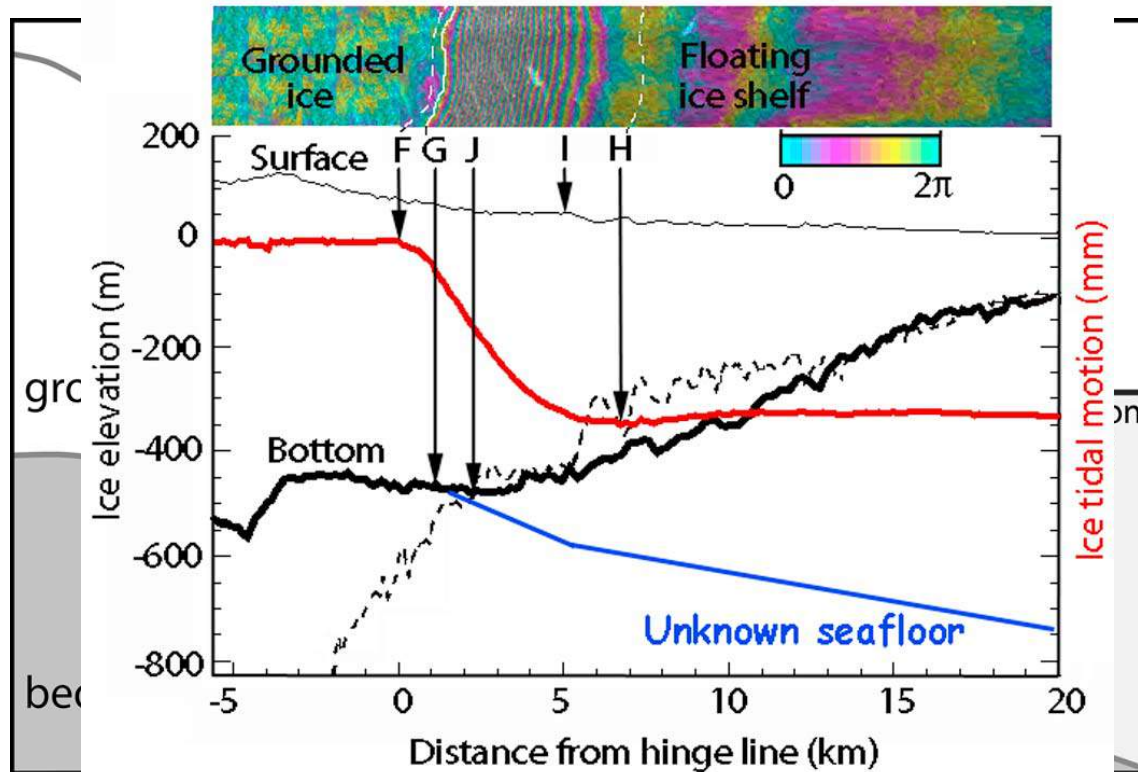 Grounded
ice
Floating
ice shelf
F G J I H
200
0
-200
-400
-600
-800
Surface
0 2π
Ice elevation (m)
Ice tidal motion (mm)
Bottom
Unknown seafloor
-5 0 5 10 15 20
Distance from hinge line (km)